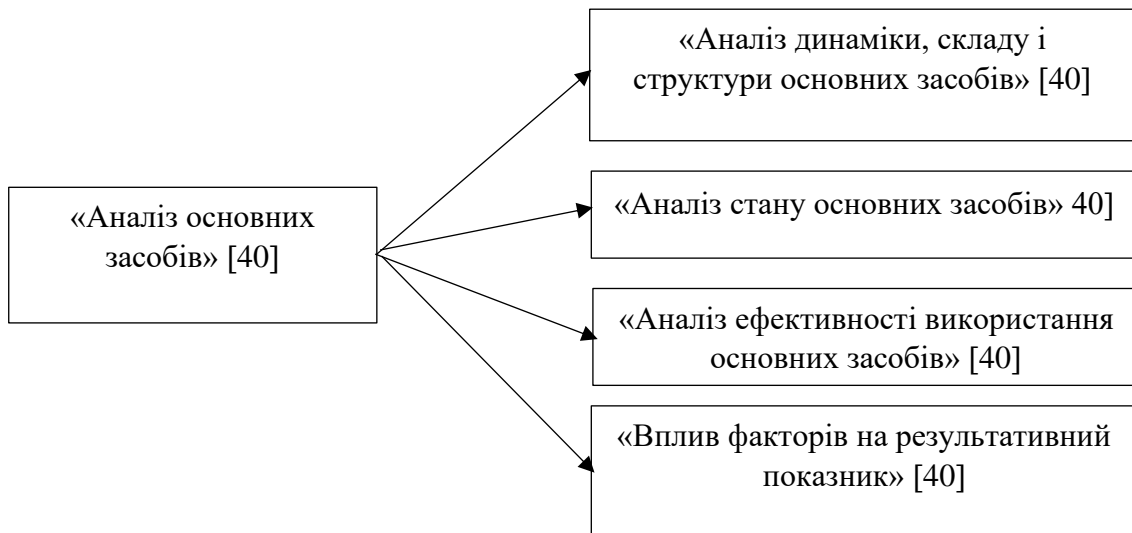 «Аналіз основних
засобів» [40]
«Аналіз динаміки, складу і
структури основних засобів» [40]
«Аналіз стану основних засобів» 40]
«Аналіз ефективності використання
основних засобів» [40]
«Вплив факторів на результативний
показник» [40]